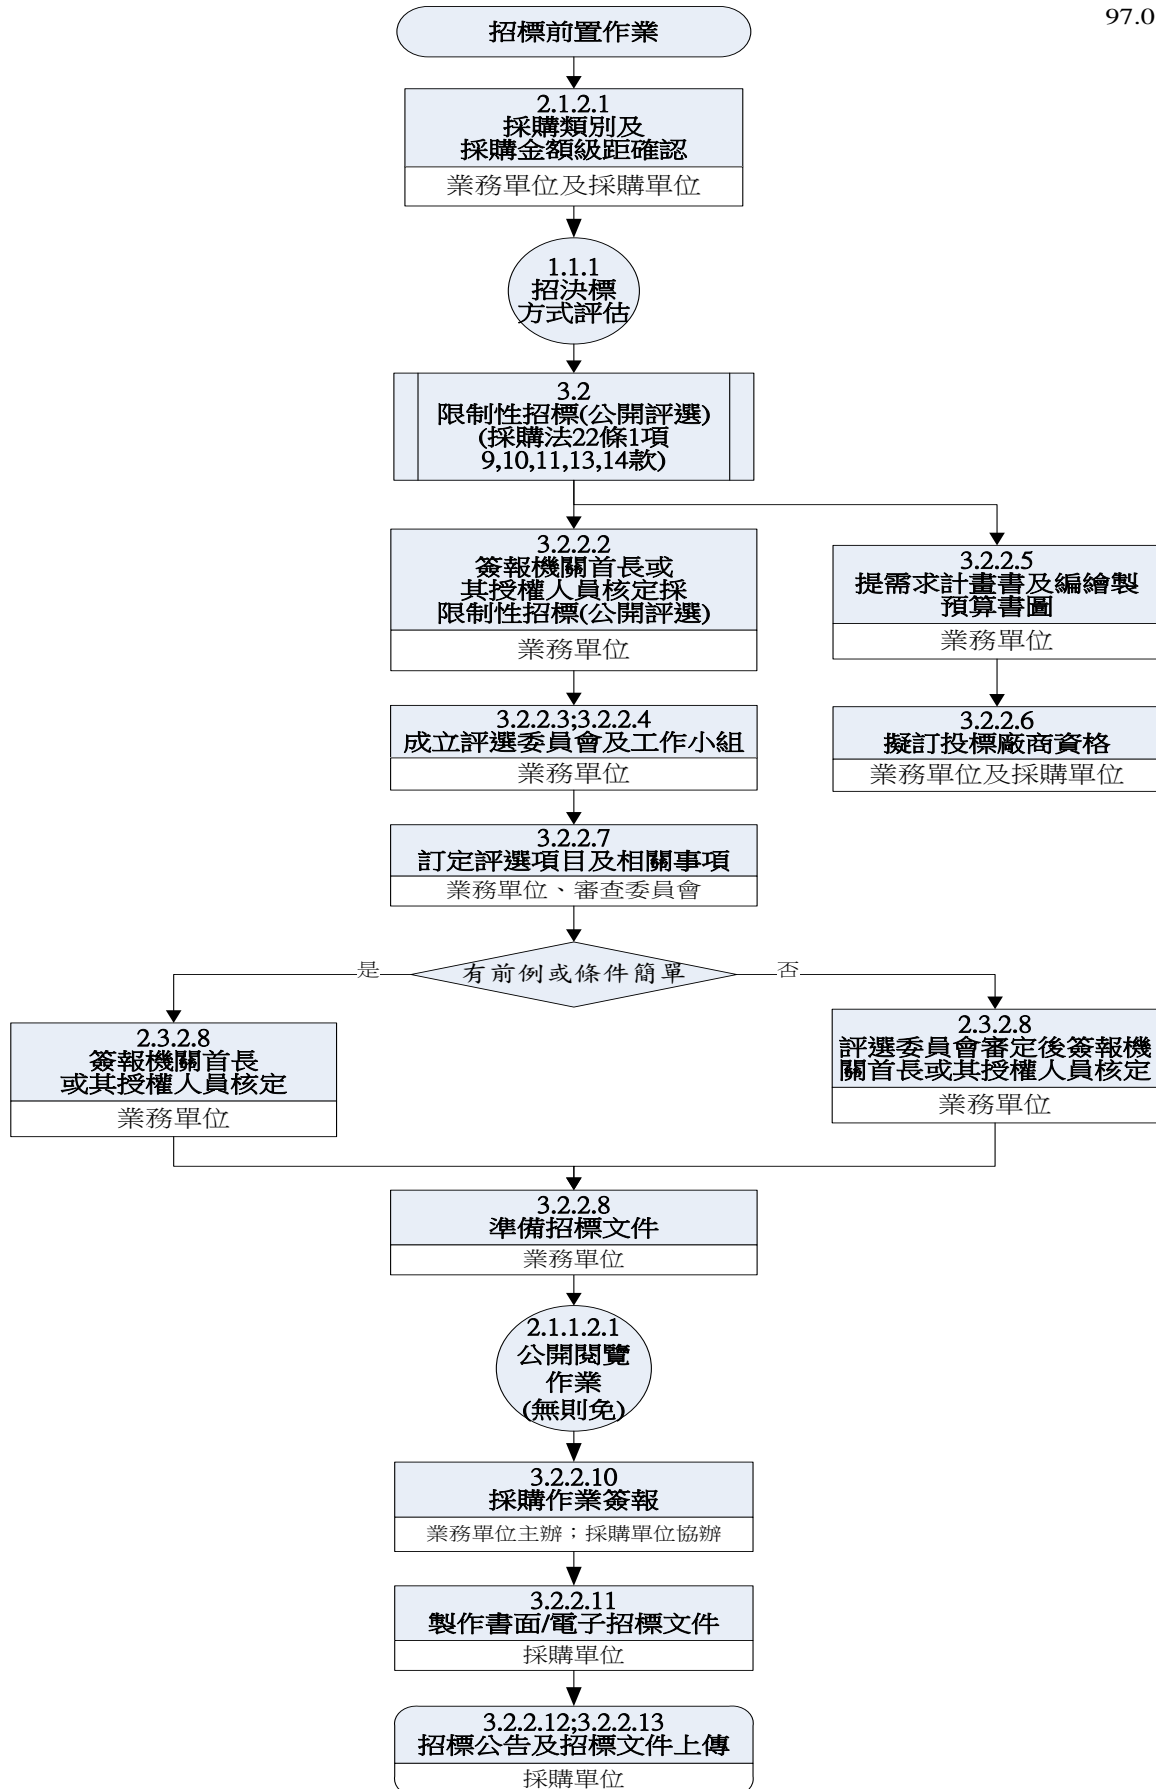 97.0
招標前置作業
2.1.2.1
採購類別及
採購金額級距確認
業務單位及採購單位
1.1.1
招決標
方式評估
3.2
限制性招標(公開評選)
(採購法22條1項
9,10,11,13,14款)
3.2.2.2
簽報機關首長或
其授權人員核定採
限制性招標(公開評選)
業務單位
3.2.2.5
提需求計畫書及編繪製
預算書圖
業務單位
3.2.2.3;3.2.2.4
成立評選委員會及工作小組
業務單位
3.2.2.6
擬訂投標廠商資格
業務單位及採購單位
3.2.2.7
訂定評選項目及相關事項
業務單位、審查委員會
有前例或條件簡單
是
否
2.3.2.8
簽報機關首長
或其授權人員核定
業務單位
2.3.2.8
評選委員會審定後簽報機
關首長或其授權人員核定
業務單位
3.2.2.8
準備招標文件
業務單位
2.1.1.2.1
公開閱覽
作業
(無則免)
3.2.2.10
採購作業簽報
業務單位主辦；採購單位協辦
3.2.2.11
製作書面/電子招標文件
採購單位
3.2.2.12;3.2.2.13
招標公告及招標文件上傳
採購單位